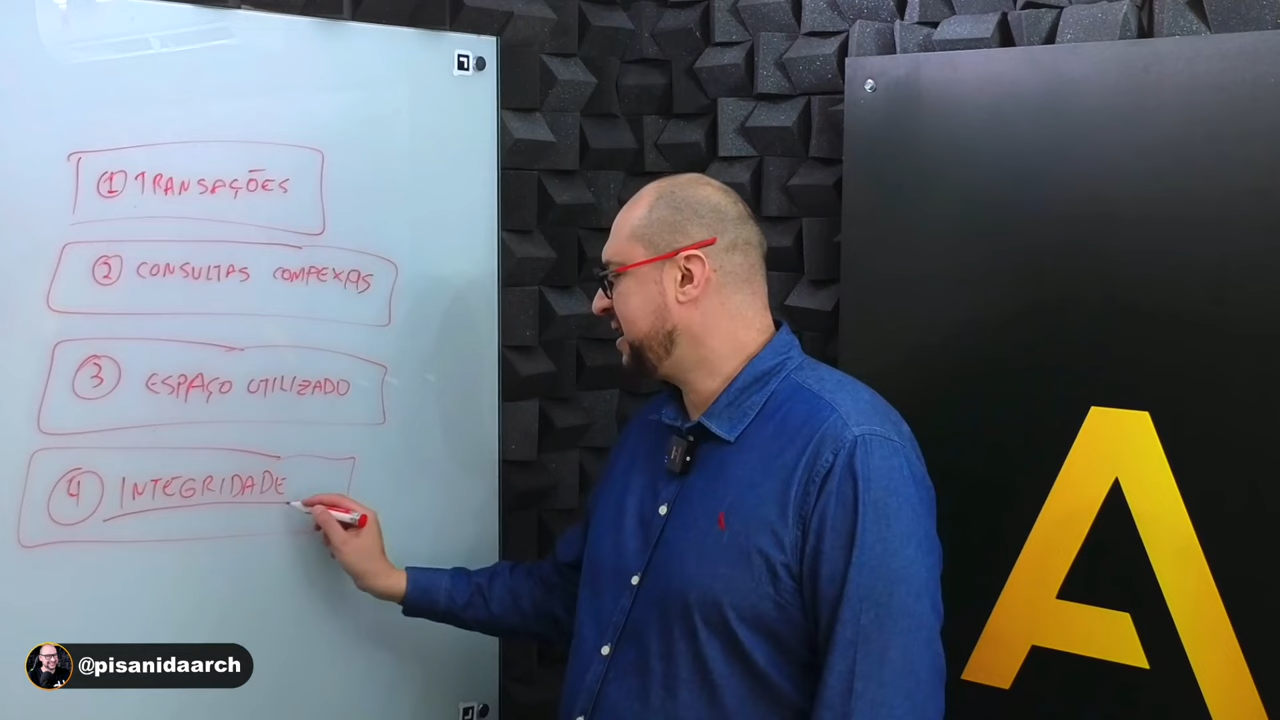 ① TRANSAÇÕES
② CONSULTAS COMPEXAS
③ ESPAÇO UTILIZADO
④ INTEGRIDADE
@pisanidaarch